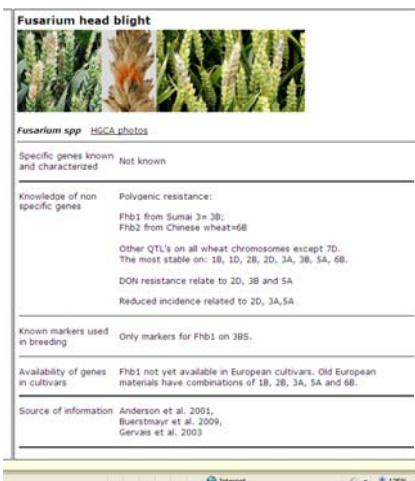 Fusarium head blight
Fusarium spp HGCA photos
Specific genes known
and characterized
Not known
Knowledge of non
specific genes
Polygenic resistance:
Fhb1 from Sumai 3= 3B;
Fhb2 from Chinese wheat=6B
Other QTL's on all wheat chromosomes except 7D.
The most stable on: 1B, 1D, 2B, 2D, 3A, 3B, 5A, 6B.
DON resistance relate to 2D, 3B and 5A
Reduced incidence related to 2D, 3A,5A
Known markers used
in breeding
Only markers for Fhb1 on 3BS.
Availability of genes
in cultivars
Fhb1 not yet available in European cultivars. Old European
materials have combinations of 1B, 2B, 3A, 5A and 6B.
Source of information
Anderson et al. 2001,
Buerstmayr et al. 2009,
Gervais et al. 2003
Internet
125%